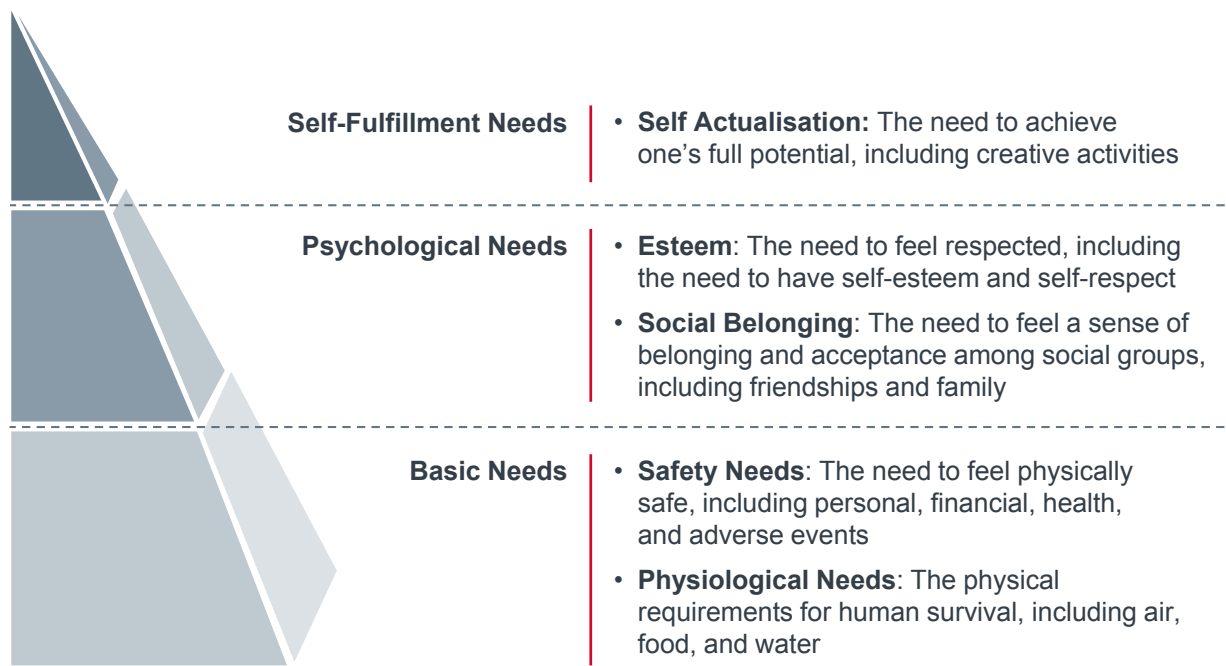 Self-Fulfillment Needs
• Self Actualisation: The need to achieve
one’s full potential, including creative activities
Psychological Needs
• Esteem: The need to feel respected, including
the need to have self-esteem and self-respect
• Social Belonging: The need to feel a sense of
belonging and acceptance among social groups,
including friendships and family
Basic Needs
• Safety Needs: The need to feel physically
safe, including personal, financial, health,
and adverse events
• Physiological Needs: The physical
requirements for human survival, including air,
food, and water